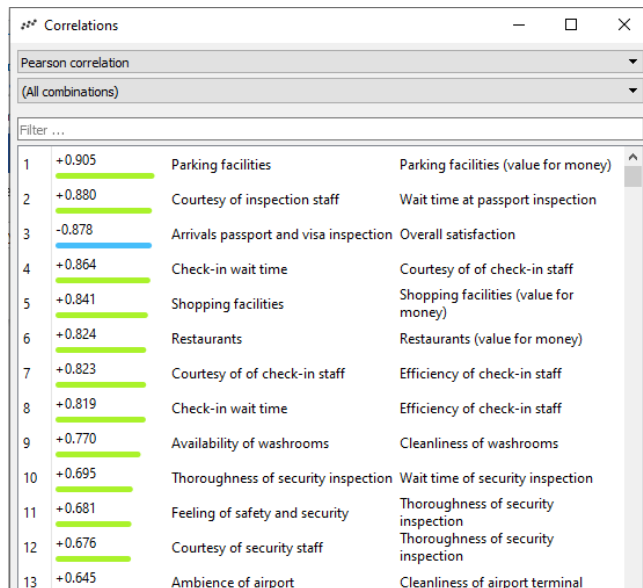 Correlations
Pearson correlation
(All combinations)
Filter ...
1 +0.905 Parking facilities Parking facilities (value for money)
2 +0.880 Courtesy of inspection staff Wait time at passport inspection
3 -0.878 Arrivals passport and visa inspection Overall satisfaction
4 +0.864 Check-in wait time Courtesy of of check-in staff
5 +0.841 Shopping facilities Shopping facilities (value for
money)
6 +0.824 Restaurants Restaurants (value for money)
7 +0.823 Courtesy of of check-in staff Efficiency of check-in staff
8 +0.819 Check-in wait time Efficiency of check-in staff
9 +0.770 Availability of washrooms Cleanliness of washrooms
10 +0.695 Thoroughness of security inspection Wait time of security inspection
11 +0.681 Feeling of safety and security Thoroughness of security
inspection
12 +0.676 Courtesy of security staff Thoroughness of security
inspection
13 +0.645 Ambience of airport Cleanliness of airport terminal